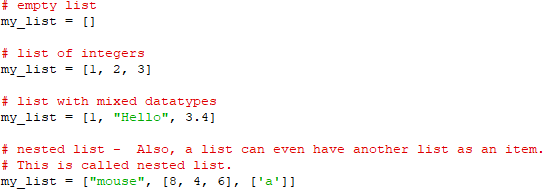 # empty list
my_list = []
# list of integers
my_list = [1, 2, 3]
# list with mixed datatypes
my_list = [1, "Hello", 3.4]
# nested list -  Also, a list can even have another list as an item.
# This is called nested list.
my_list = ["mouse", [8, 4, 6], ['a']]